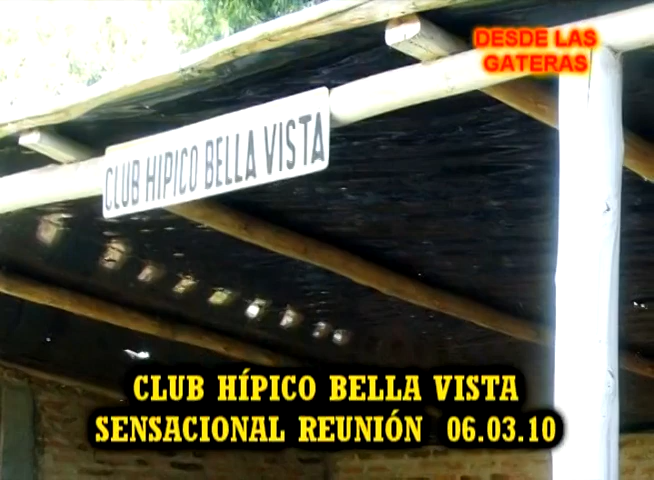 DESDE LAS
GATERAS
CLUB HIPICO BELLA VISTA
CLUB HÍPICO BELLA VISTA
SENSACIONAL REUNIÓN 06.03.10